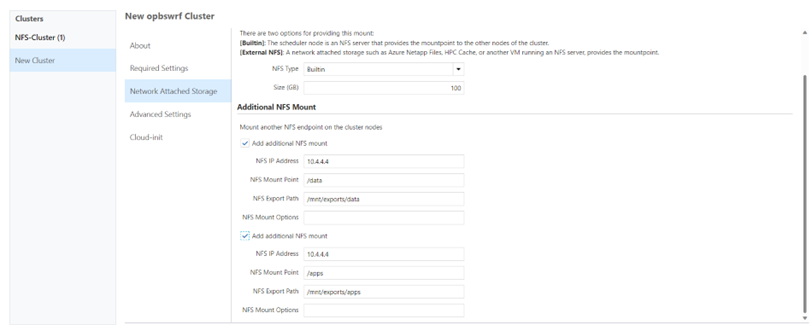 Clusters
NFS-Cluster (1)
New Cluster
New opbswrf Cluster
About
Required Settings
Network Attached Storage
Advanced Settings
Cloud-init
There are two options for providing this mount:
[Builtin]: The scheduler node is an NFS server that provides the mountpoint to the other nodes of the cluster.
[External NFS]: A network attached storage such as Azure Netapp Files, HPC Cache, or another VM running an NFS server, provides the mountpoint.
NFS Type Builtin
Size (GB) 100
Additional NFS Mount
Mount another NFS endpoint on the cluster nodes
Add additional NFS mount
NFS IP Address 10.4.4.4
NFS Mount Point /data
NFS Export Path /mnt/exports/data
NFS Mount Options
Add additional NFS mount
NFS IP Address 10.4.4.4
NFS Mount Point /apps
NFS Export Path /mnt/exports/apps
NFS Mount Options